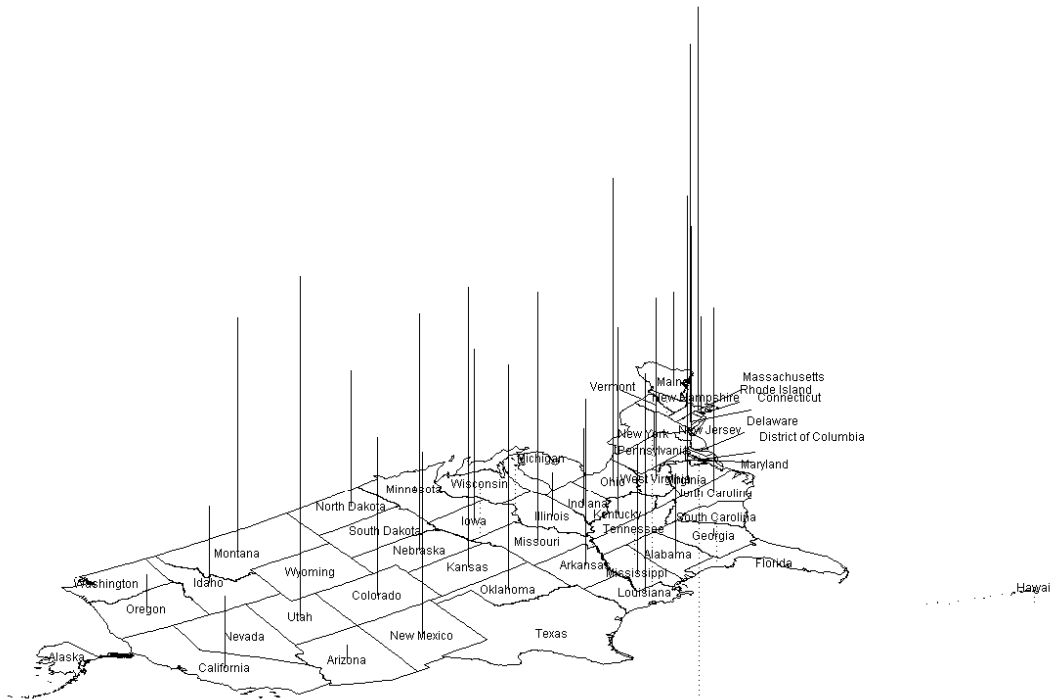 Massachusetts
Maine
Rhode Island
Vermont
New Hampshire
Connecticut
Delaware
New York
New Jersey
District of Columbia
Pennsylvania
Michigan
Maryland
Ohio
West Virginia
Virginia
Wisconsin
Minnesota
North Carolina
Indiana
North Dakota
Illinois
Kentucky
South Carolina
Iowa
Tennessee
South Dakota
Georgia
Missouri
Nebraska
Montana
Alabama
Florida
Kansas
Arkansas
Wyoming
Mississippi
Washington
Idaho
Oklahoma
Hawai
Louisiana
Colorado
Oregon
Utah
Nevada
New Mexico
Texas
Alaska
Arizona
California